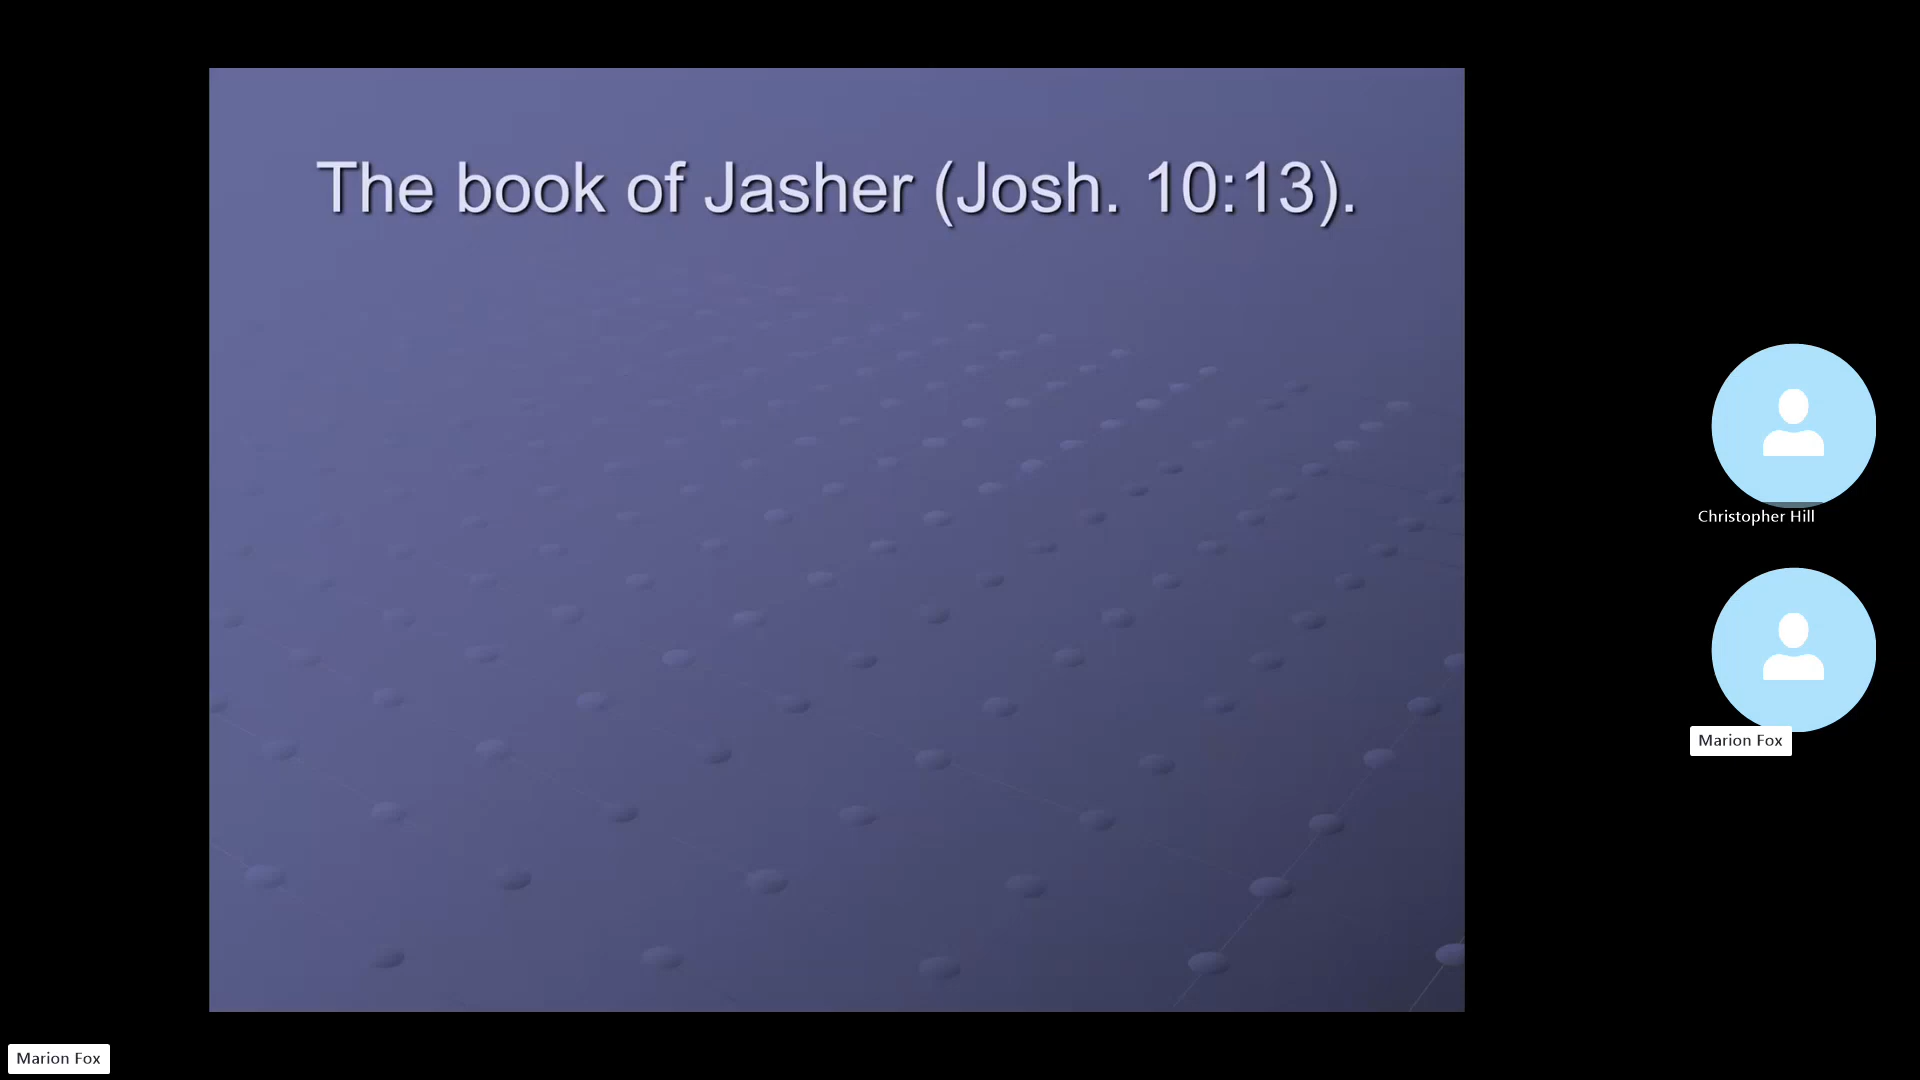 The book of Jasher (Josh. 10:13).
Christopher Hill
Marion Fox
Marion Fox